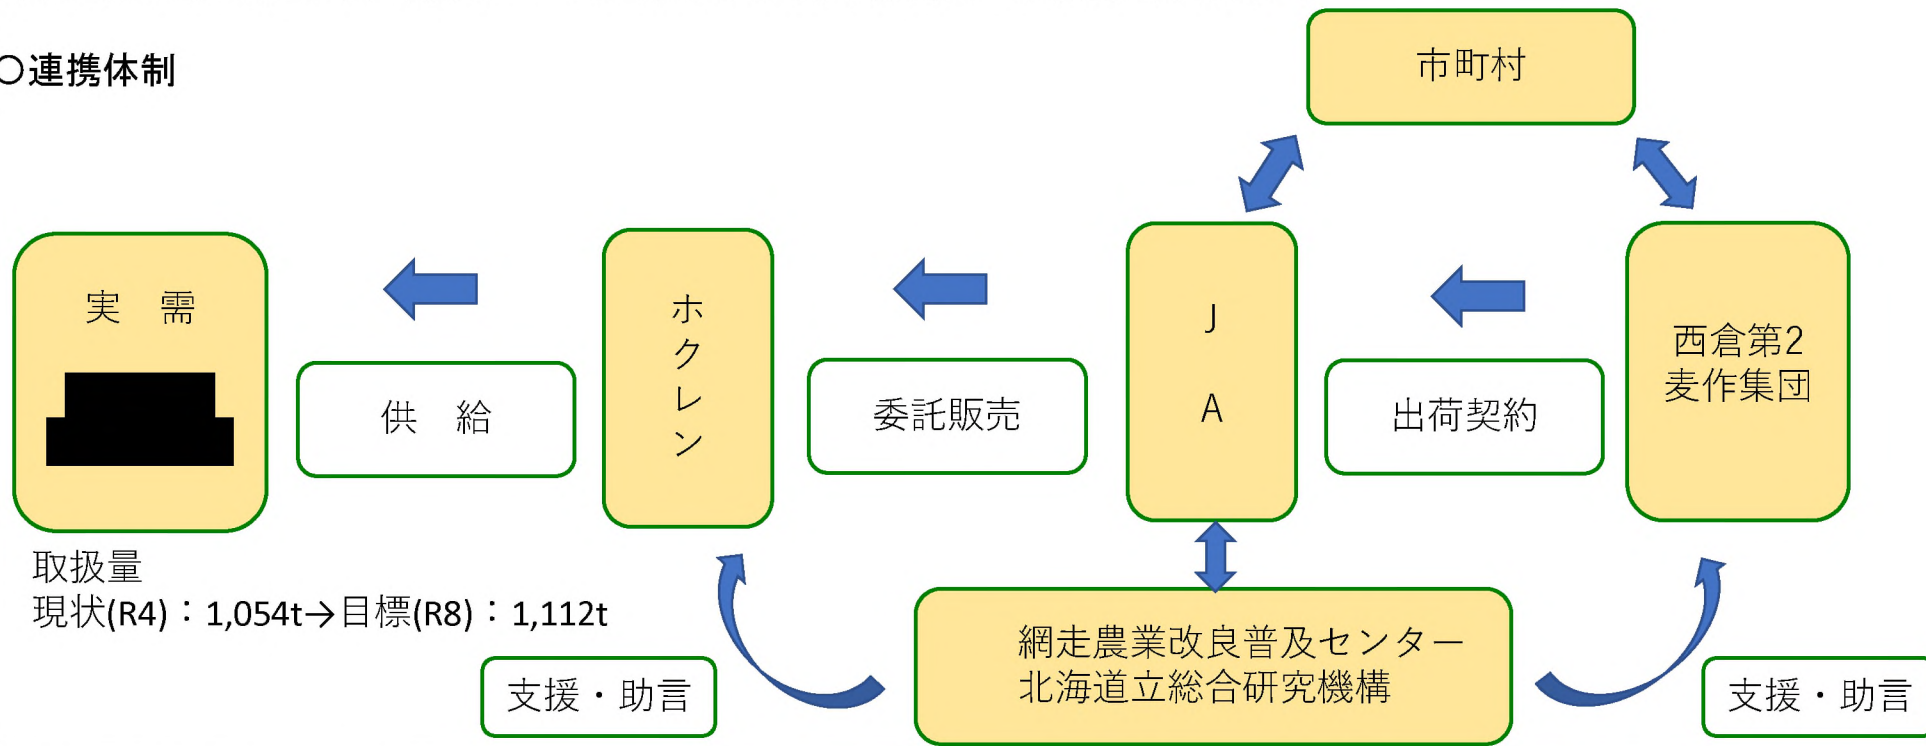 ○連携体制
市町村
実　需
供　給
ホクレン
委託販売
JA
出荷契約
西倉第2
麦作集団
取扱量
現状(R4)：1,054t→目標(R8)：1,112t
支援・助言
網走農業改良普及センター
北海道立総合研究機構
支援・助言